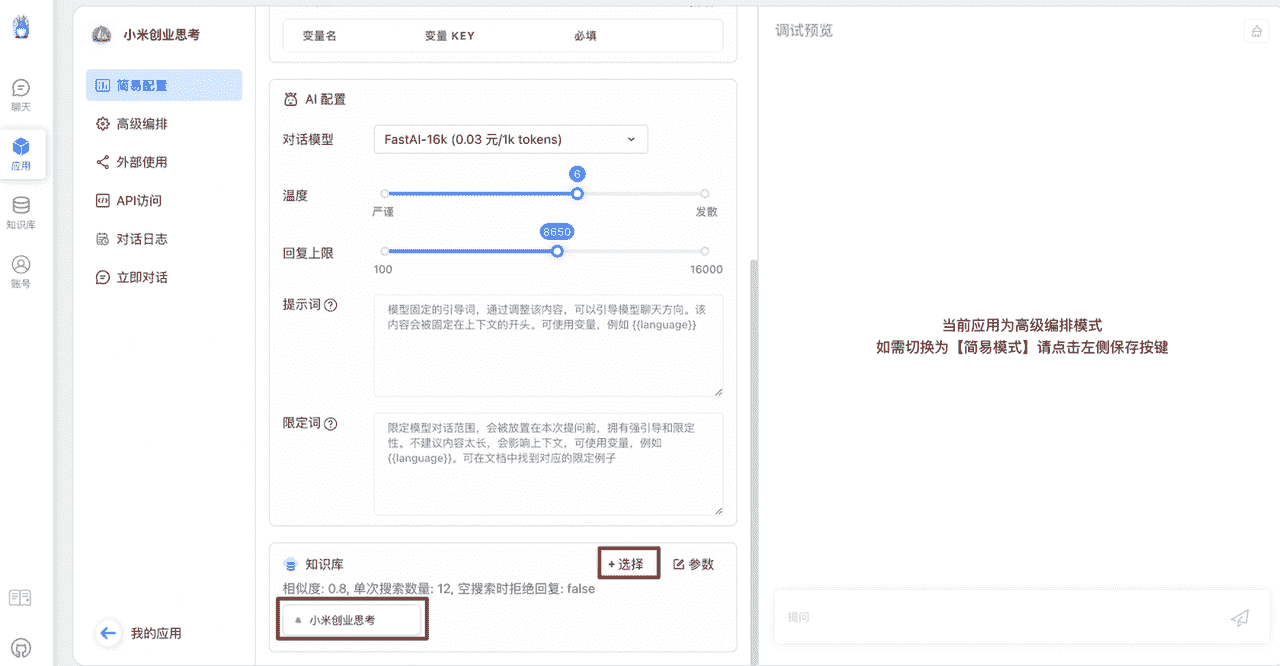 聊天
应用
知识库
账号
小米创业思考
简易配置
高级编排
外部使用
API访问
对话日志
立即对话
我的应用
变量名 变量 KEY 必填
AI 配置
对话模型 FastAI-16k (0.03 元/1k tokens)
6
温度
严谨 发散
8650
回复上限
100 16000
提示词
模型固定的引导词，通过调整该内容，可以引导模型聊天方向。该
内容会被固定在上下文的开头。可使用变量，例如 {{language}}
限定词
限定模型对话范围，会被放置在本次提问前，拥有强引导和限定
性。不建议内容太长，会影响上下文，可使用变量，例如
{{language}}。可在文档中找到对应的限定例子
知识库 +选择 参数
相似度: 0.8, 单次搜索数量: 12, 空搜索时拒绝回复: false
小米创业思考
调试预览
当前应用为高级编排模式
如需切换为【简易模式】请点击左侧保存按键
提问